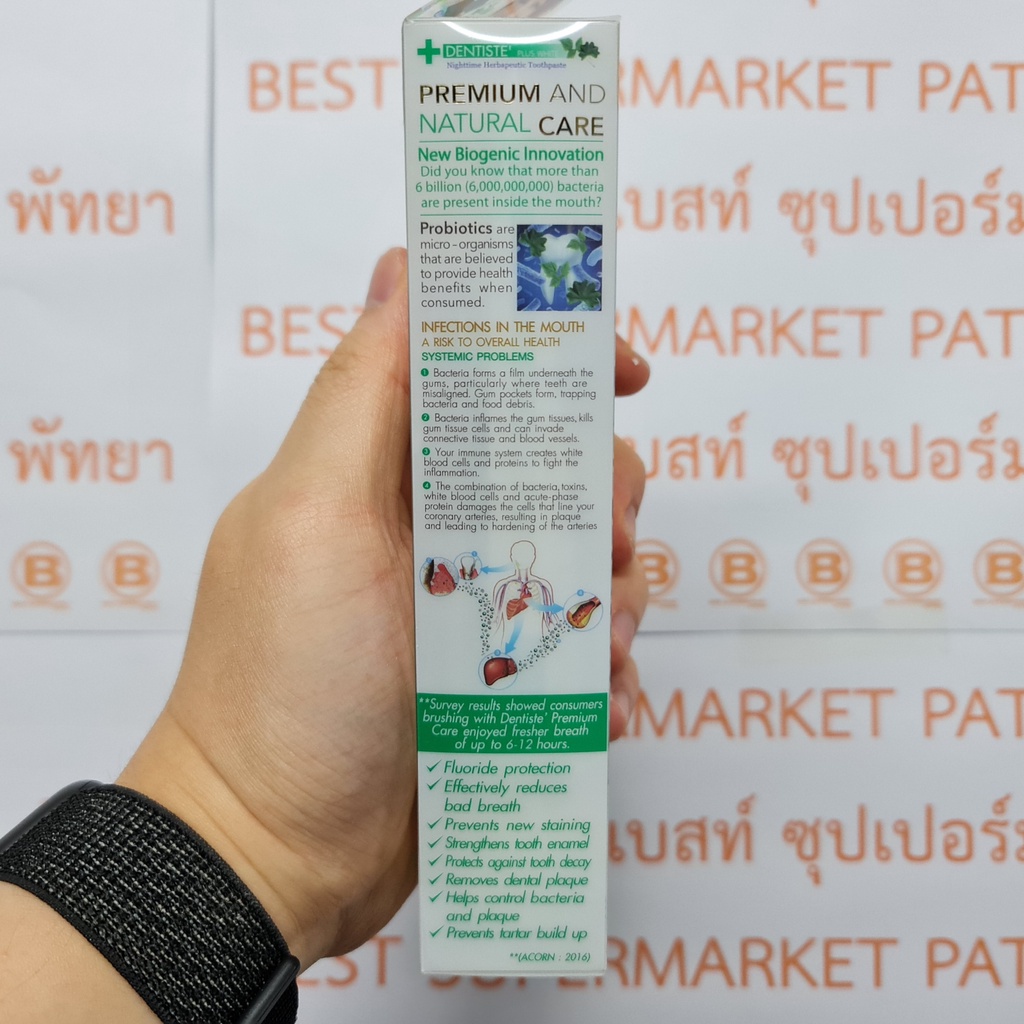 DENTISTE' PLUS WHITE
Nighttime Herbapeutic Toothpaste
PREMIUM AND
NATURAL CARE
New Biogenic Innovation
Did you know that more than
6 billion (6,000,000,000) bacteria
are present inside the mouth?
Probiotics are
micro-organisms
that are believed
to provide health
benefits when
consumed.
INFECTIONS IN THE MOUTH
A RISK TO OVERALL HEALTH
SYSTEMIC PROBLEMS
1 Bacteria forms a film underneath the
gums, particularly where teeth are
misaligned. Gum pockets form, trapping
bacteria and food debris.
2 Bacteria inflames the gum tissues, kills
gum tissue cells and can invade
connective tissue and blood vessels.
3 Your immune system creates white
blood cells and proteins to fight the
inflammation.
4 The combination of bacteria, toxins,
white blood cells and acute-phase
protein damages the cells that line your
coronary arteries, resulting in plaque
and leading to hardening of the arteries
**Survey results showed consumers
brushing with Dentiste' Premium
Care enjoyed fresher breath
of up to 6-12 hours.
✓ Fluoride protection
✓ Effectively reduces
bad breath
✓ Prevents new staining
✓ Strengthens tooth enamel
✓ Protects against tooth decay
✓ Removes dental plaque
✓ Helps control bacteria
and plaque
✓ Prevents tartar build up
**(ACORN : 2016)
BEST ERMARKET PAT
พัทยา เบสท์ ซุปเปอร์ม
BES RMARKET PAT
พัทยา บสท์ ซุปเปอร์ม
B B B B B B B
MARKET PAT
เบสท์ ซุปเปอร์ม
BEST SUPERMARKET PAT